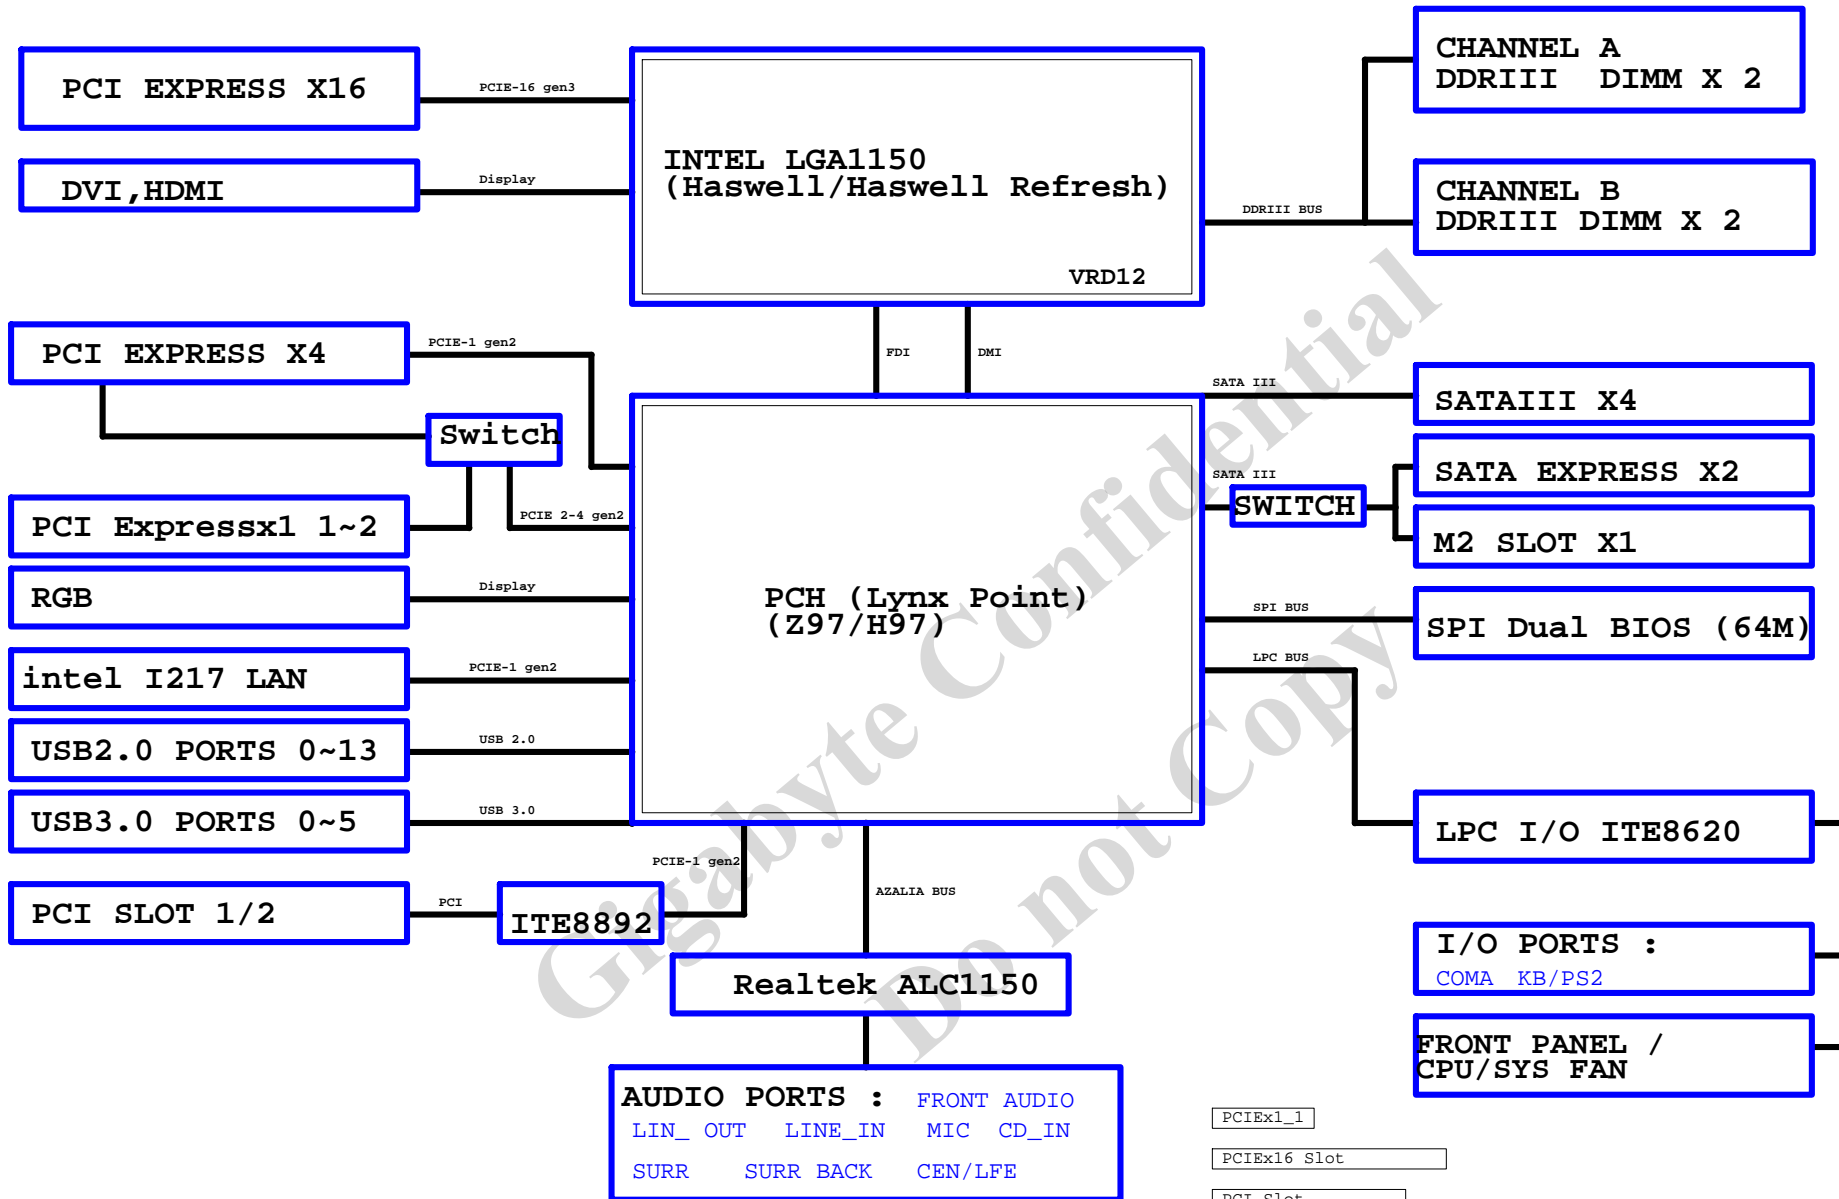 PCI EXPRESS X16
PCIE-16 gen3
DVI,HDMI
Display
INTEL LGA1150
(Haswell/Haswell Refresh)
VRD12
DDRIII BUS
CHANNEL A
DDRIII DIMM X 2
CHANNEL B
DDRIII DIMM X 2
FDI
DMI
PCI EXPRESS X4
PCIE-1 gen2
Switch
PCI Expressx1 1~2
PCIE 2-4 gen2
RGB
Display
intel I217 LAN
PCIE-1 gen2
USB2.0 PORTS 0~13
USB 2.0
USB3.0 PORTS 0~5
USB 3.0
PCI SLOT 1/2
PCI
ITE8892
PCIE-1 gen2
PCH (Lynx Point)
(Z97/H97)
SATA III
SATAIII X4
SATA III
SWITCH
SATA EXPRESS X2
M2 SLOT X1
SPI BUS
SPI Dual BIOS (64M)
LPC BUS
LPC I/O ITE8620
I/O PORTS :
COMA KB/PS2
FRONT PANEL /
CPU/SYS FAN
AZALIA BUS
Realtek ALC1150
AUDIO PORTS : FRONT AUDIO
LIN_ OUT LINE_IN MIC CD_IN
SURR SURR BACK CEN/LFE
PCIEx1_1
PCIEx16 Slot
PCI Slot
Gigabyte Confidential
Do not Copy